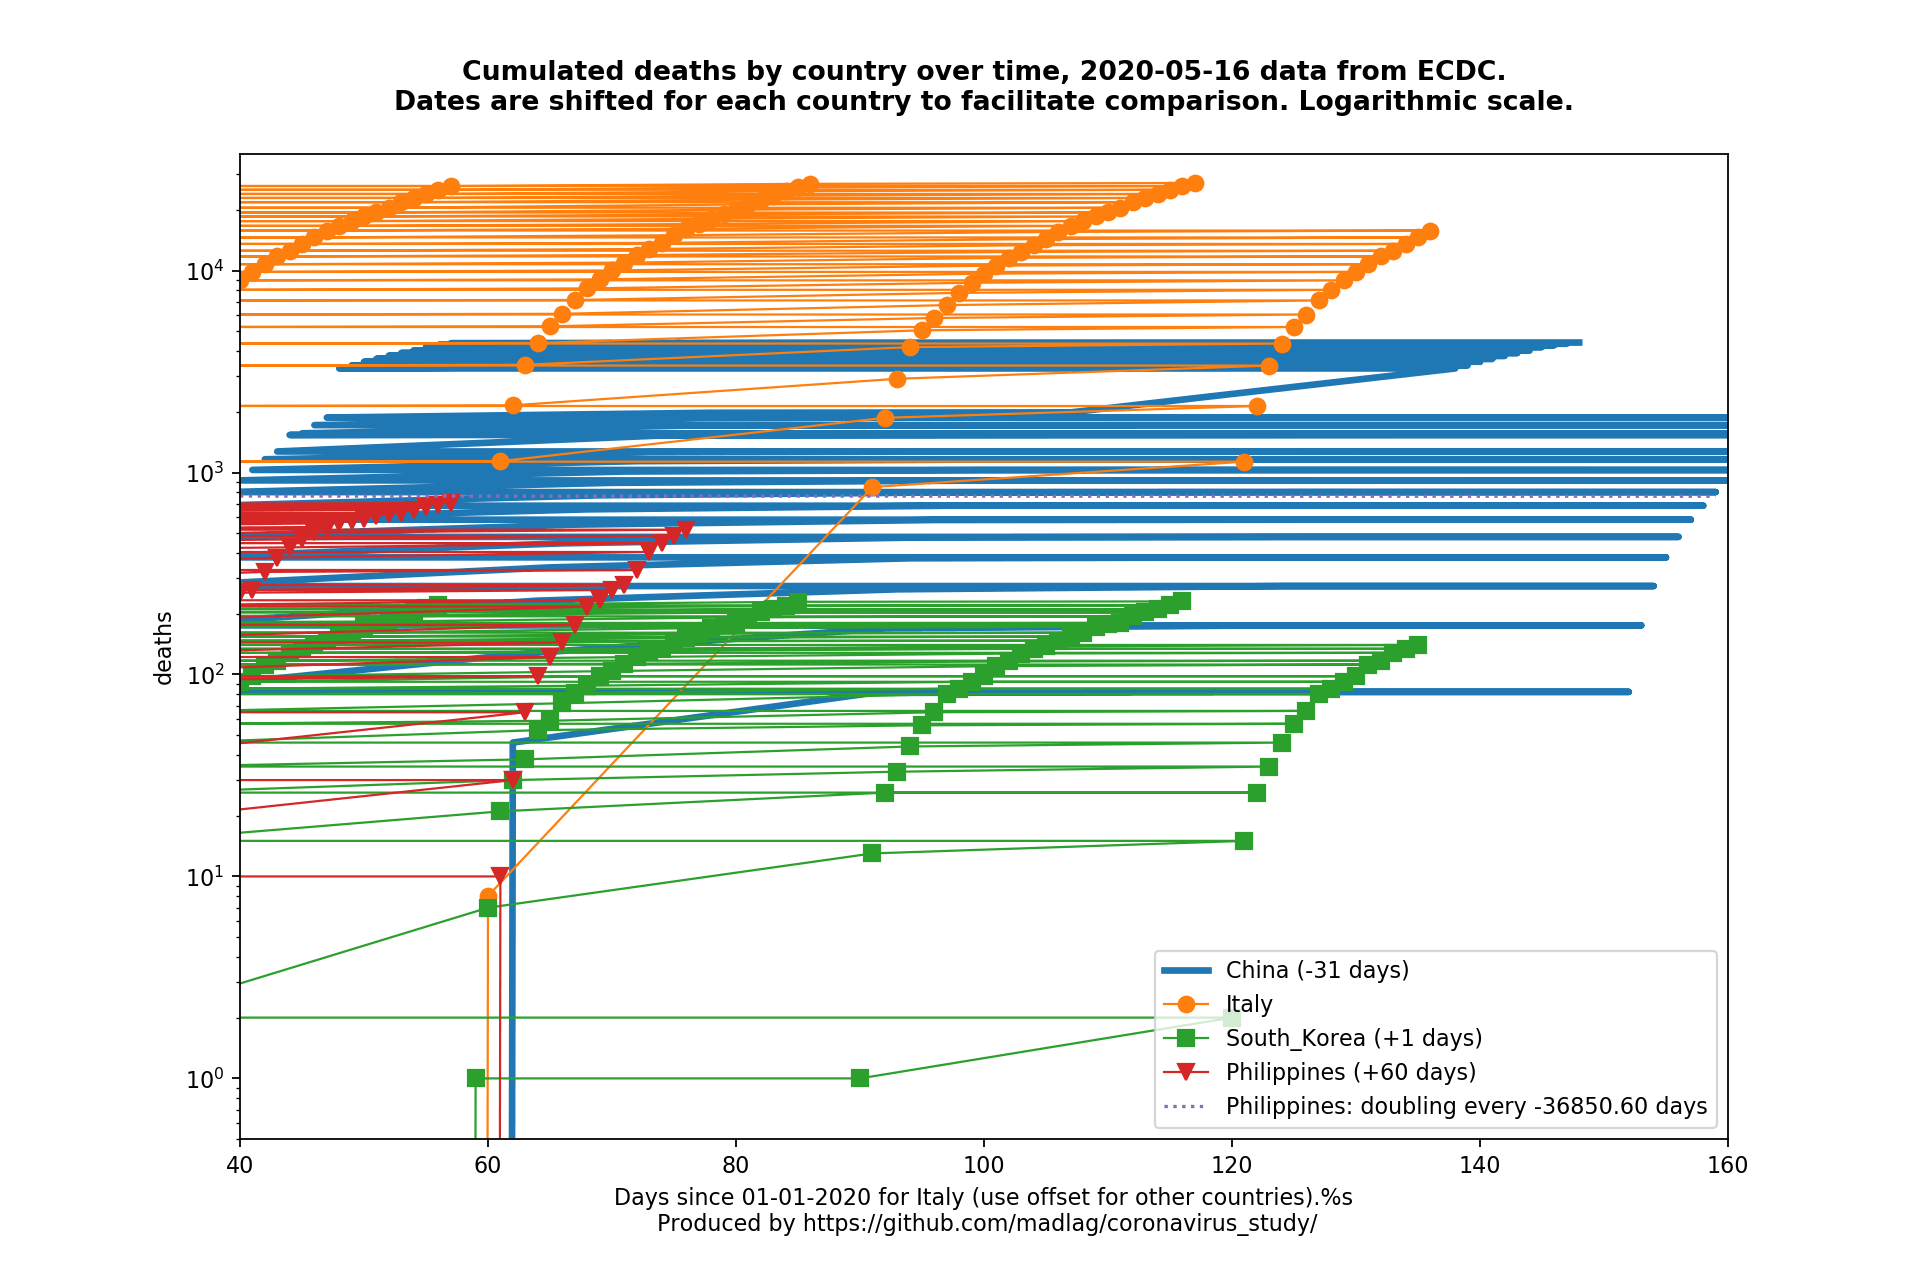 Cumulated deaths by country over time, 2020-05-16 data from ECDC.
Dates are shifted for each country to facilitate comparison. Logarithmic scale.
deaths
10⁴
10³
10²
10¹
10⁰
40 60 80 100 120 140 160
China (-31 days)
Italy
South_Korea (+1 days)
Philippines (+60 days)
Philippines: doubling every -36850.60 days
Days since 01-01-2020 for Italy (use offset for other countries).%s
Produced by https://github.com/madlag/coronavirus_study/